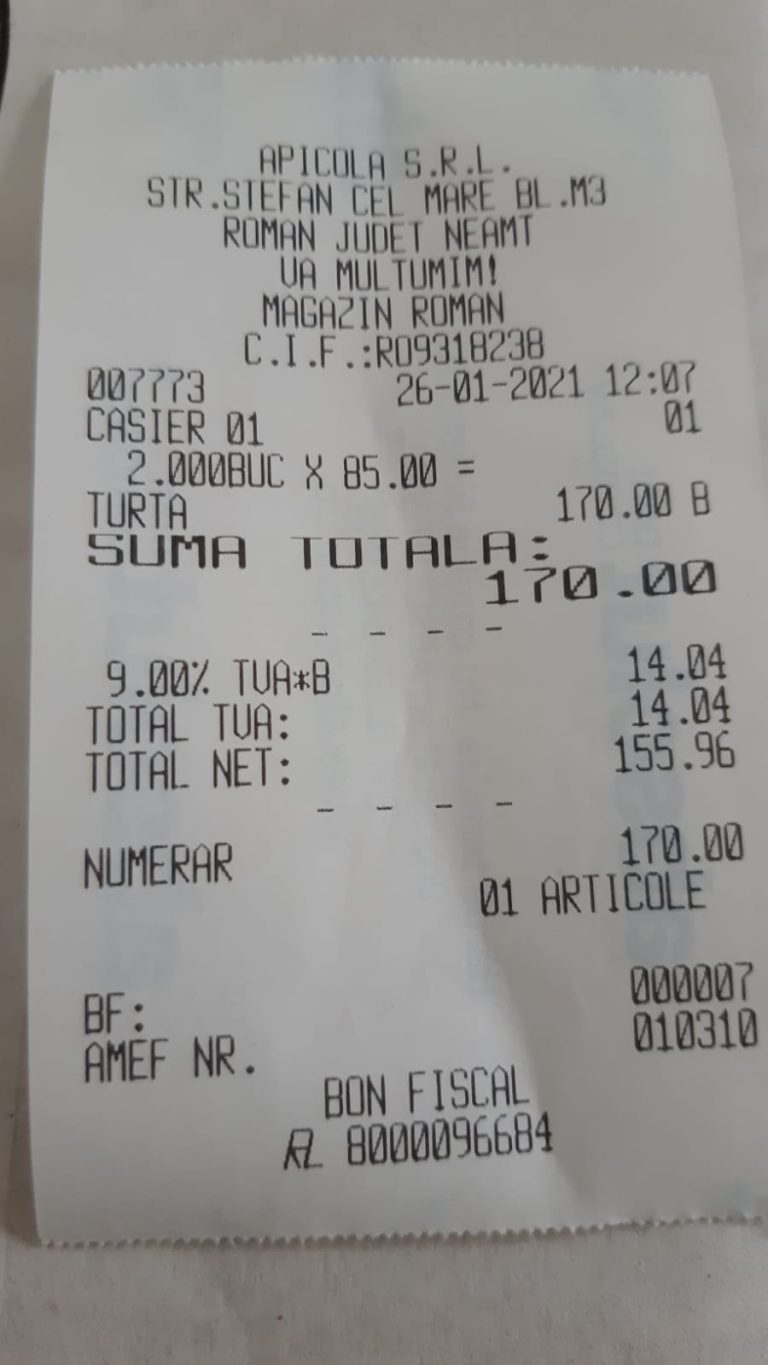 APICOLA S.R.L.
STR.STEFAN CEL MARE BL.M3
ROMAN JUDET NEAMT
VA MULTUMIM!
MAGAZIN ROMAN
C.I.F.:RO9318238
007773 26-01-2021 12:07
CASIER 01 01
2.000BUC X 85.00 =
TURTA 170.00 B
SUMA TOTALA:
170.00
- - - -
9.00% TVA*B 14.04
TOTAL TVA: 14.04
TOTAL NET: 155.96
- - - -
NUMERAR 170.00
01 ARTICOLE
BF: 000007
AMEF NR. 010310
BON FISCAL
8000096684